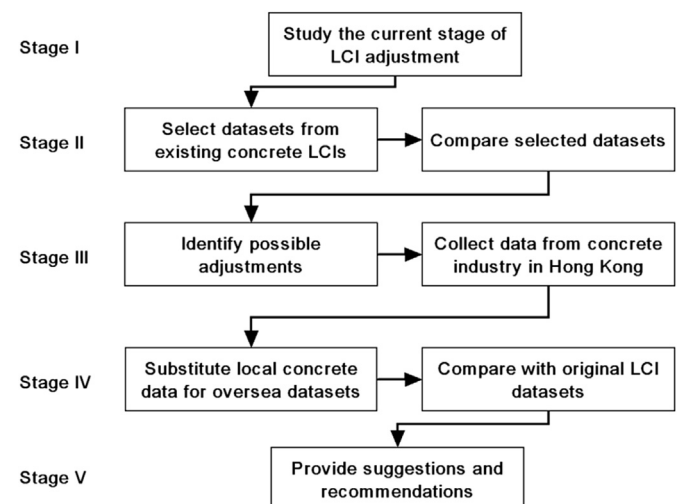 Stage I
Study the current stage of
LCI adjustment
Stage II
Select datasets from
existing concrete LCIs
Compare selected datasets
Stage III
Identify possible
adjustments
Collect data from concrete
industry in Hong Kong
Stage IV
Substitute local concrete
data for oversea datasets
Compare with original LCI
datasets
Stage V
Provide suggestions and
recommendations